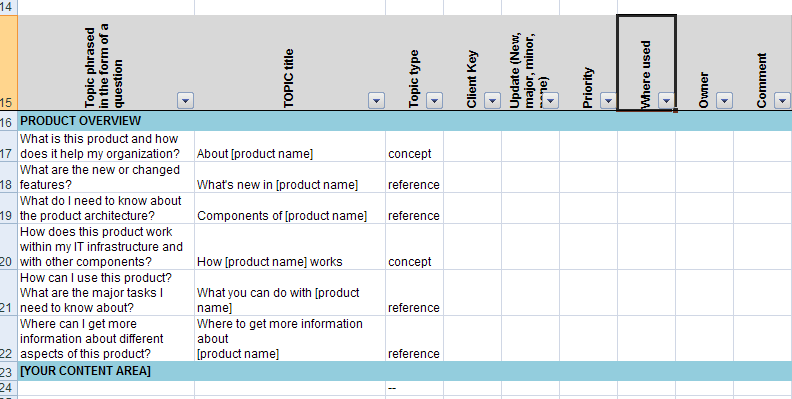 14
15
Topic phrased
in the form of a
question
TOPIC title
Topic type
Client Key
Update (New,
major, minor,
Priority
Where used
Owner
Comment
16 PRODUCT OVERVIEW
What is this product and how
17 does it help my organization? About [product name] concept
What are the new or changed
18 features? What's new in [product name] reference
What do I need to know about
19 the product architecture? Components of [product name] reference
How does this product work
within my IT infrastructure and
20 with other components? How [product name] works concept
How can I use this product?
What are the major tasks I What you can do with [product
21 need to know about? name] reference
Where can I get more Where to get more information
information about different about
22 aspects of this product? [product name] reference
23 [YOUR CONTENT AREA]
24 --